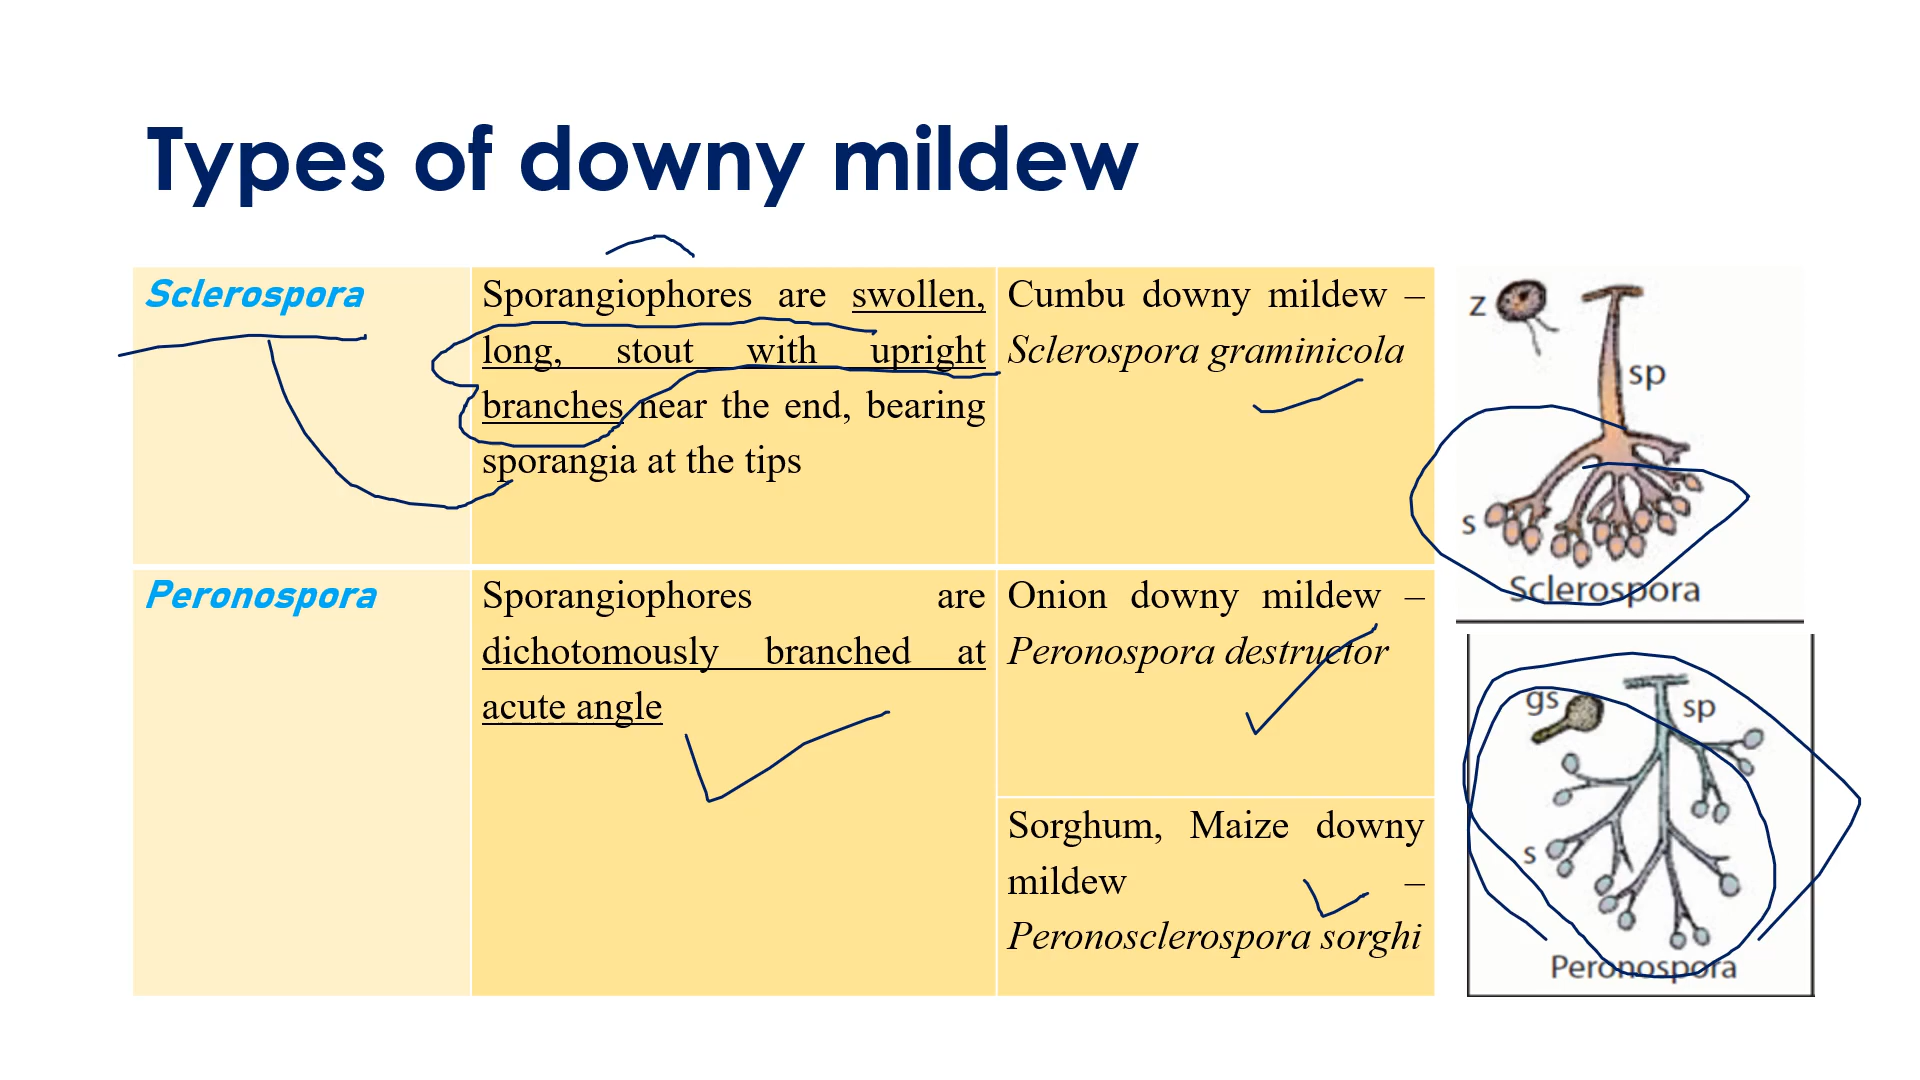 Types of downy mildew
Sclerospora
Sporangiophores are swollen,
long, stout with upright
branches near the end, bearing
sporangia at the tips
Cumbu downy mildew –
Sclerospora graminicola
z
sp
s
Sclerospora
Peronospora
Sporangiophores are
dichotomously branched at
acute angle
Onion downy mildew –
Peronospora destructor
Sorghum, Maize downy
mildew –
Peronosclerospora sorghi
gs
sp
s
Peronospora